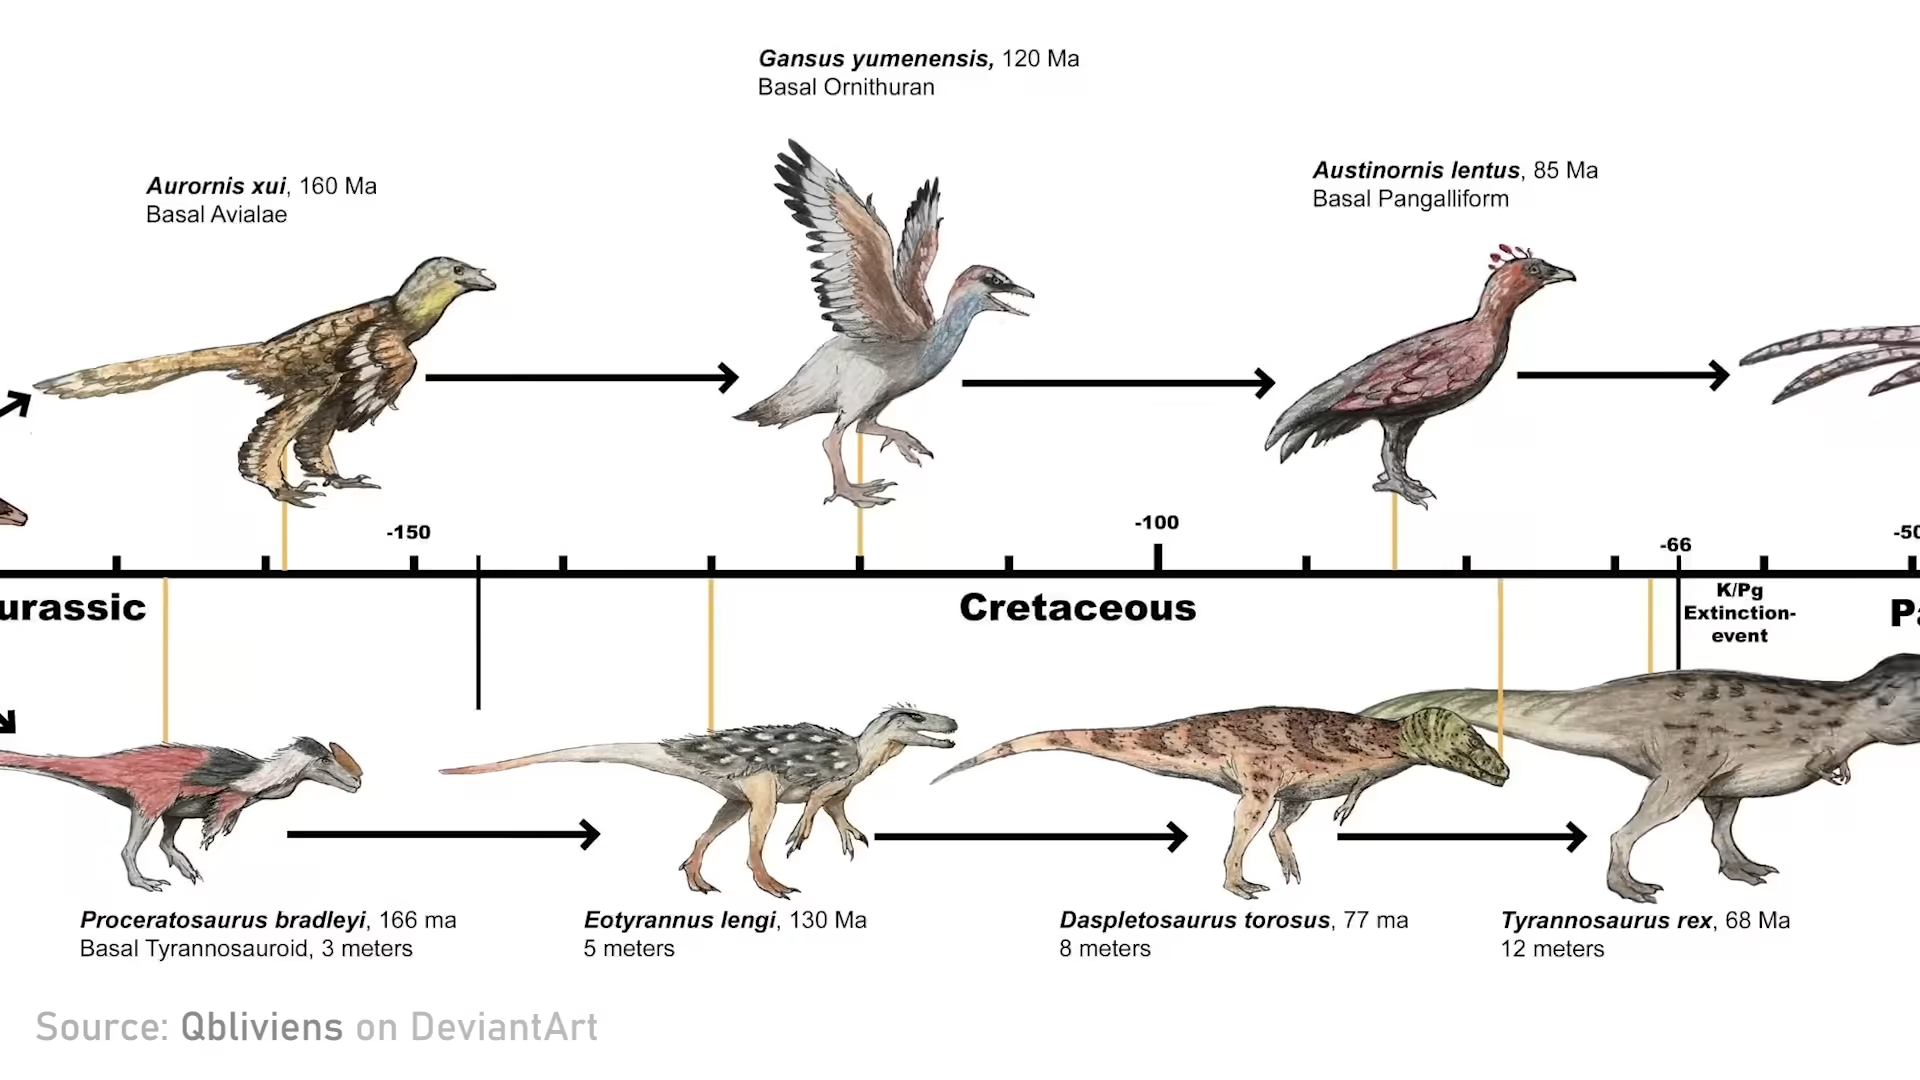 Gansus yumenensis, 120 Ma
Basal Ornithuran
Austinornis lentus, 85 Ma
Basal Pangalliform
Aurornis xui, 160 Ma
Basal Avialae
-150
-100
-66
-50
urassic
Cretaceous
K/Pg
Extinction-
event
Pa
Proceratosaurus bradleyi, 166 ma
Basal Tyrannosauroid, 3 meters
Eotyrannus lengi, 130 Ma
5 meters
Daspletosaurus torosus, 77 ma
8 meters
Tyrannosaurus rex, 68 Ma
12 meters
Source: Qbliviens on DeviantArt